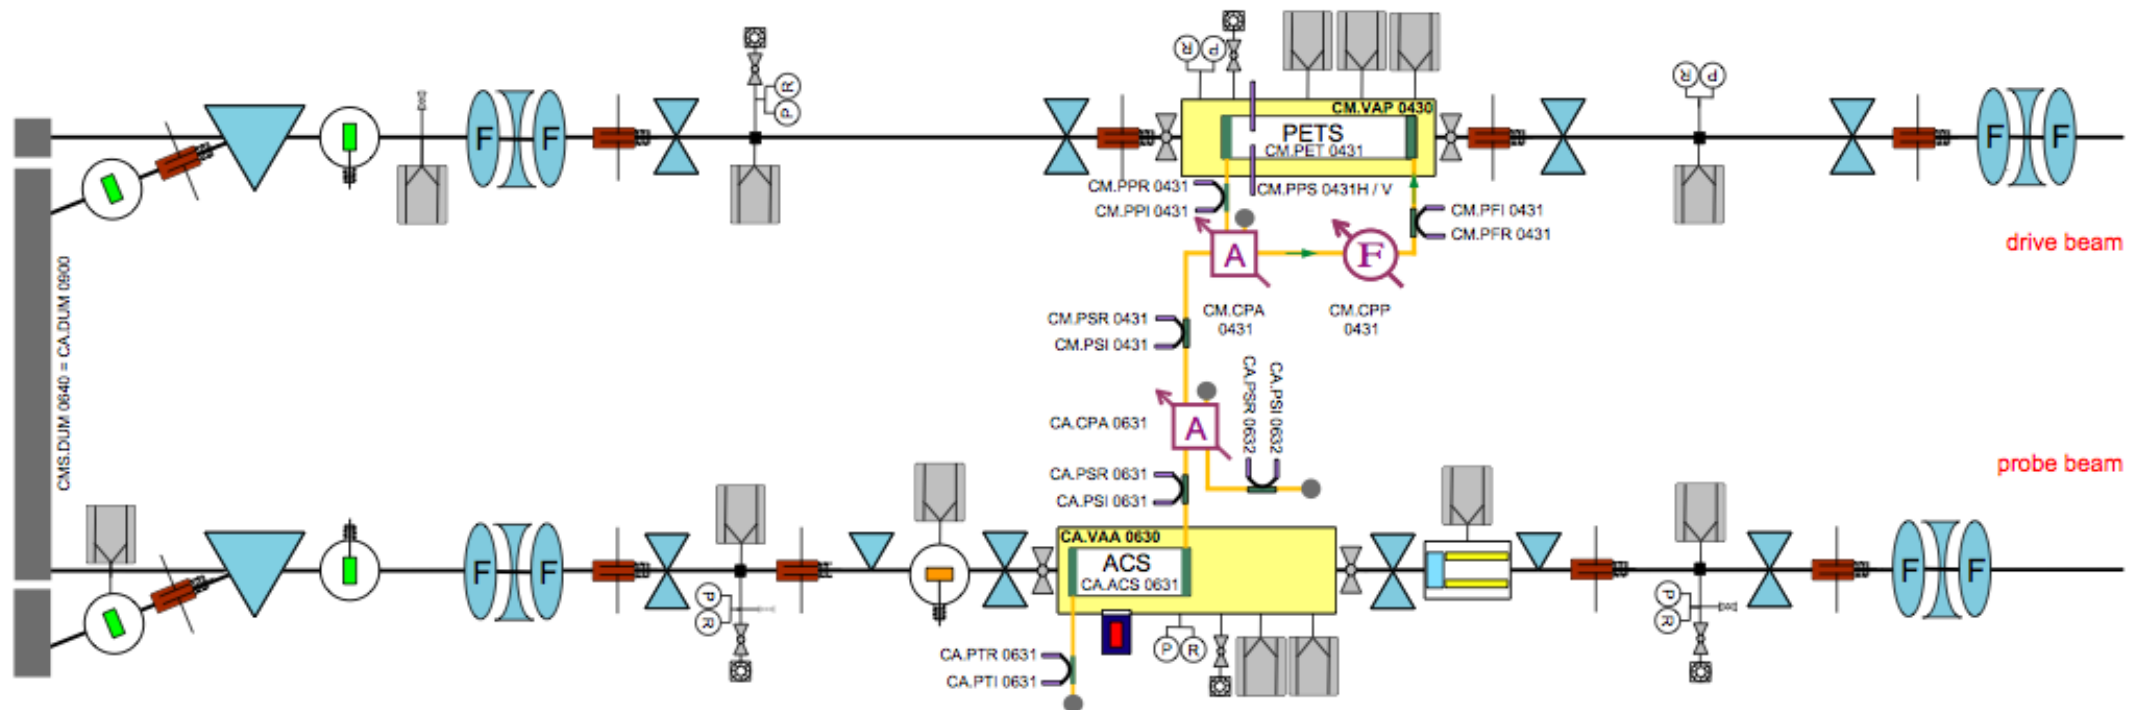 R
P
R
P
R
P
CM.VAP 0430
PETS
CM.PET 0431
F
F
F
F
CM.PPR 0431
CM.PPI 0431
CM.PPS 0431H / V
CM.PFI 0431
CM.PFR 0431
drive beam
A
F
CM.CPA
0431
CM.CPP
0431
CM.PSR 0431
CM.PSI 0431
CMS.DUM 0640 = CA.DUM 0900
CA.PSR 0632
CA.PSI 0632
CA.CPA 0631
A
probe beam
CA.PSR 0631
CA.PSI 0631
CA.VAA 0630
ACS
CA.ACS 0631
F
F
F
F
P
R
P
R
P
R
CA.PTR 0631
CA.PTI 0631